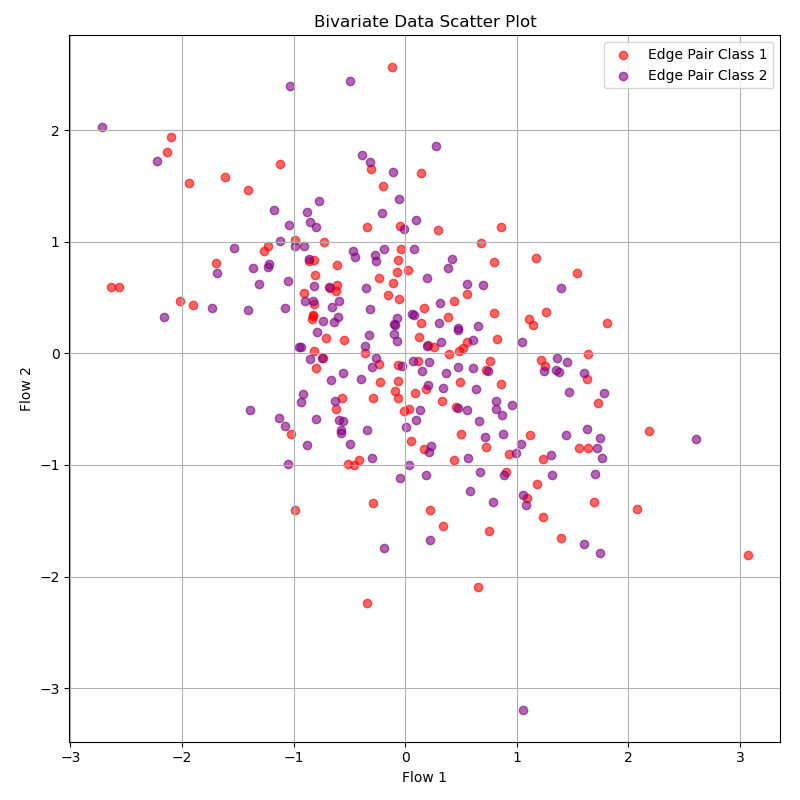 Bivariate Data Scatter Plot
Edge Pair Class 1
Edge Pair Class 2
Flow 2
2
1
0
−1
−2
−3
−3
−2
−1
0
1
2
3
Flow 1